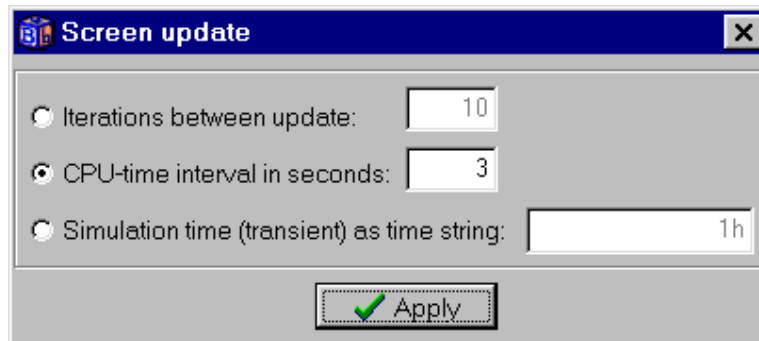 Screen update
Iterations between update: 10
CPU-time interval in seconds: 3
Simulation time (transient) as time string: 1h
Apply